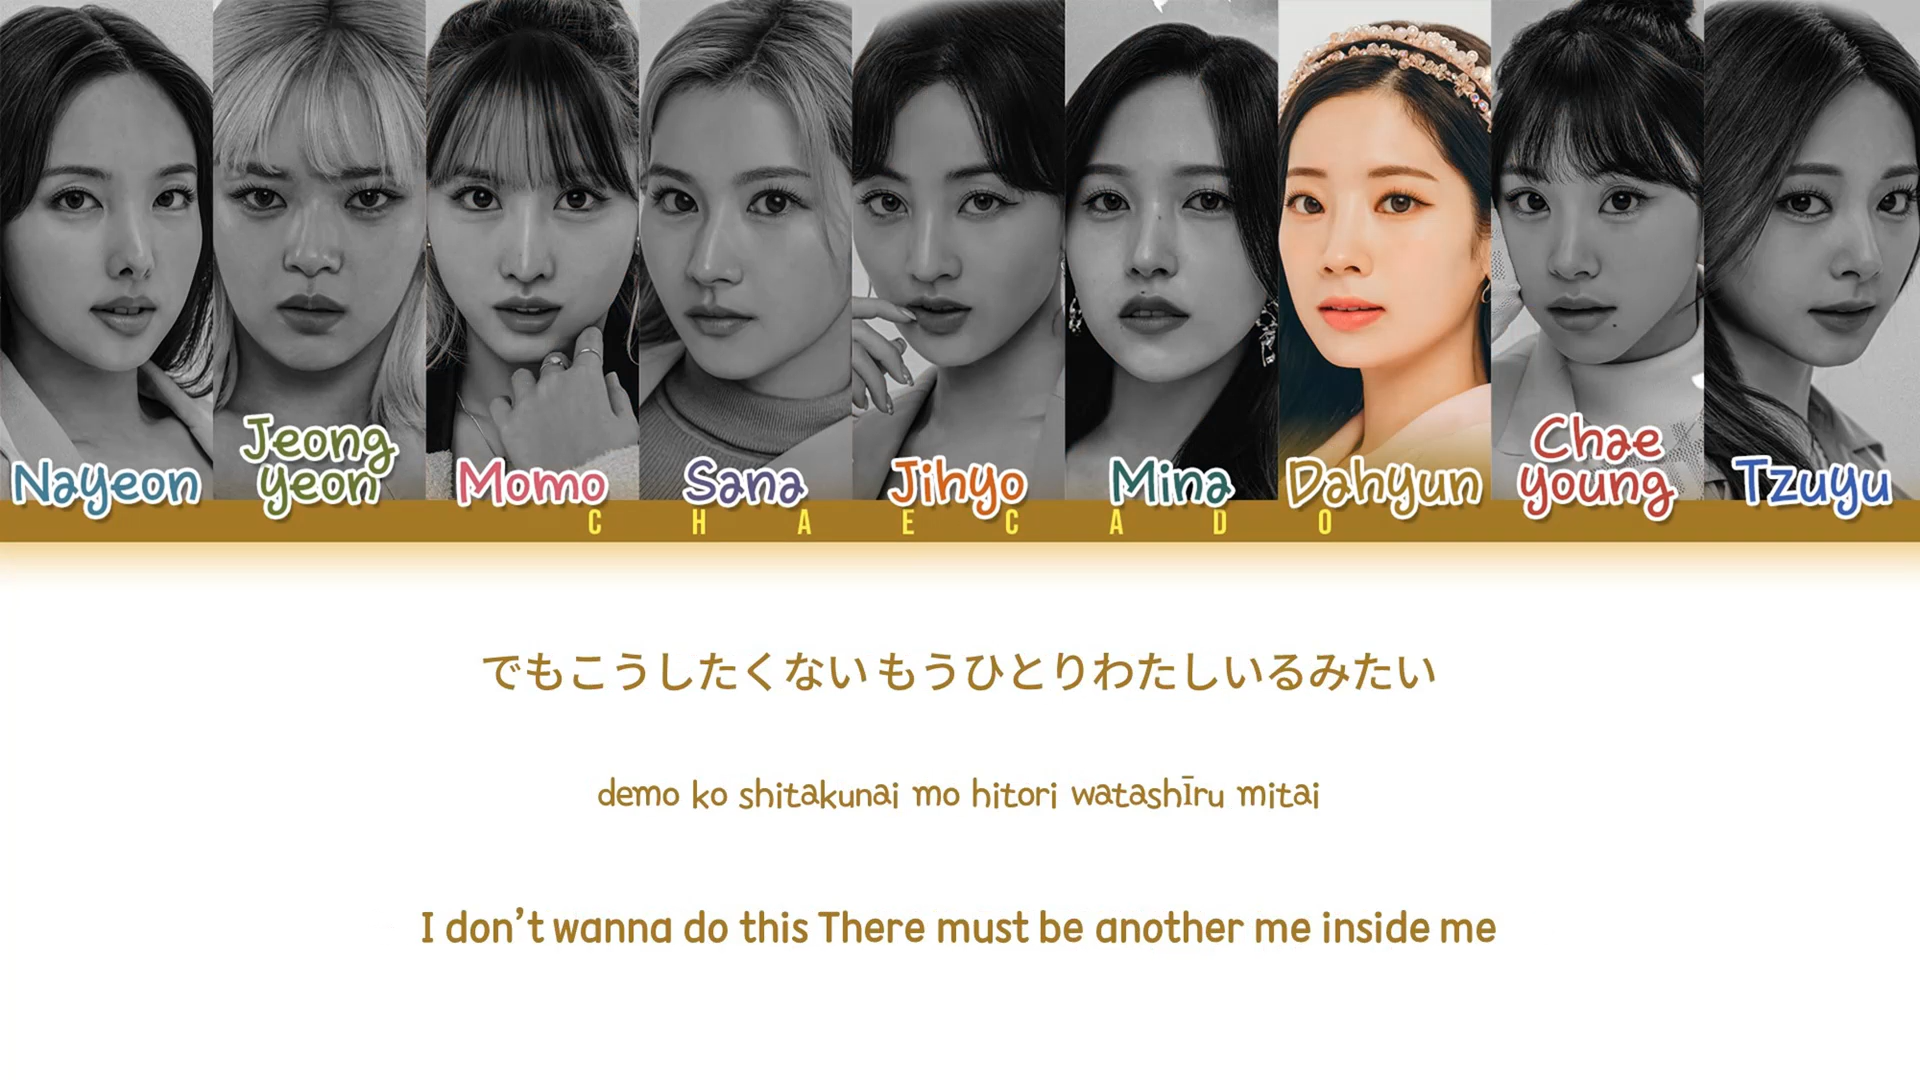 Nayeon
Jeong
yeon
Momo
Sana
Jihyo
Mina
Dahyun
Chae
young
Tzuyu
CHAECADO
でもこうしたくない もうひとりわたしいるみたい
demo ko shitakunai mo hitori watashīru mitai
I don't wanna do this There must be another me inside me